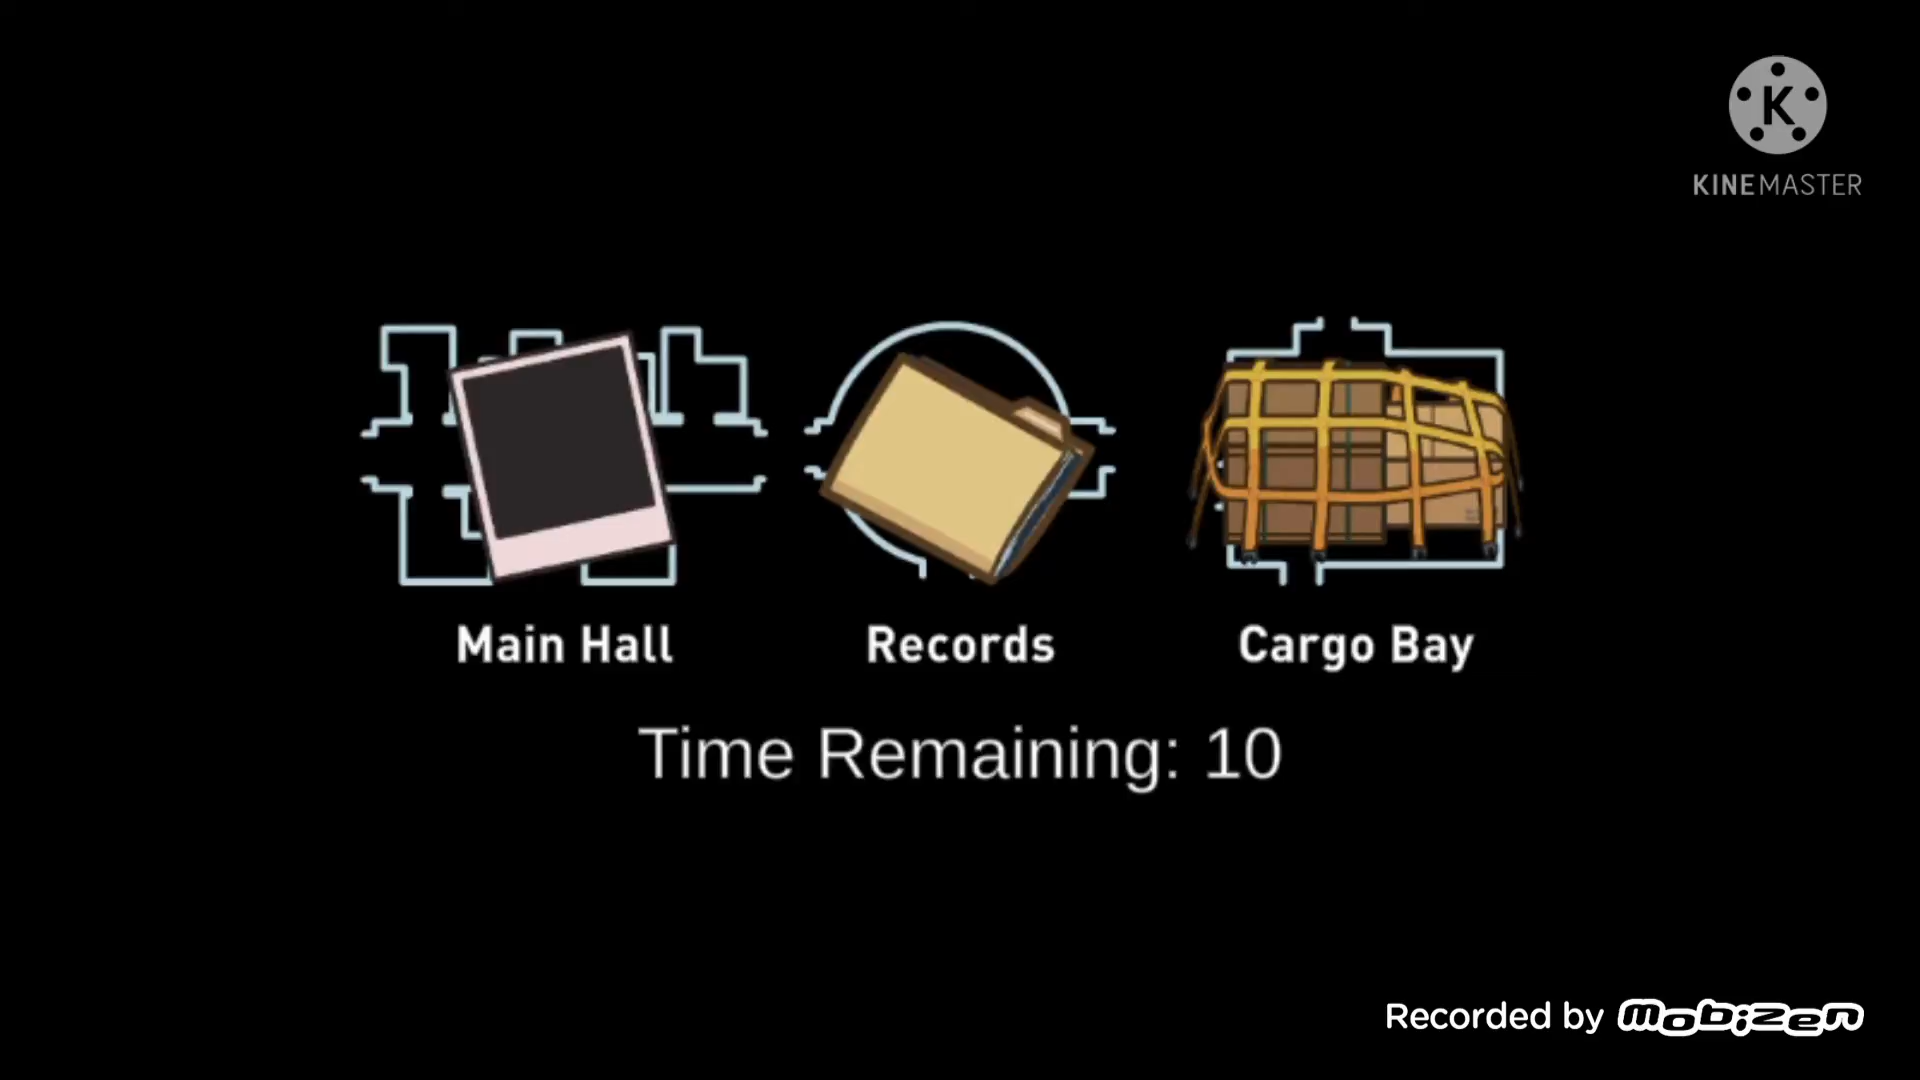 K
KINEMASTER
Main Hall
Records
Cargo Bay
Time Remaining: 10
Recorded by mobizen